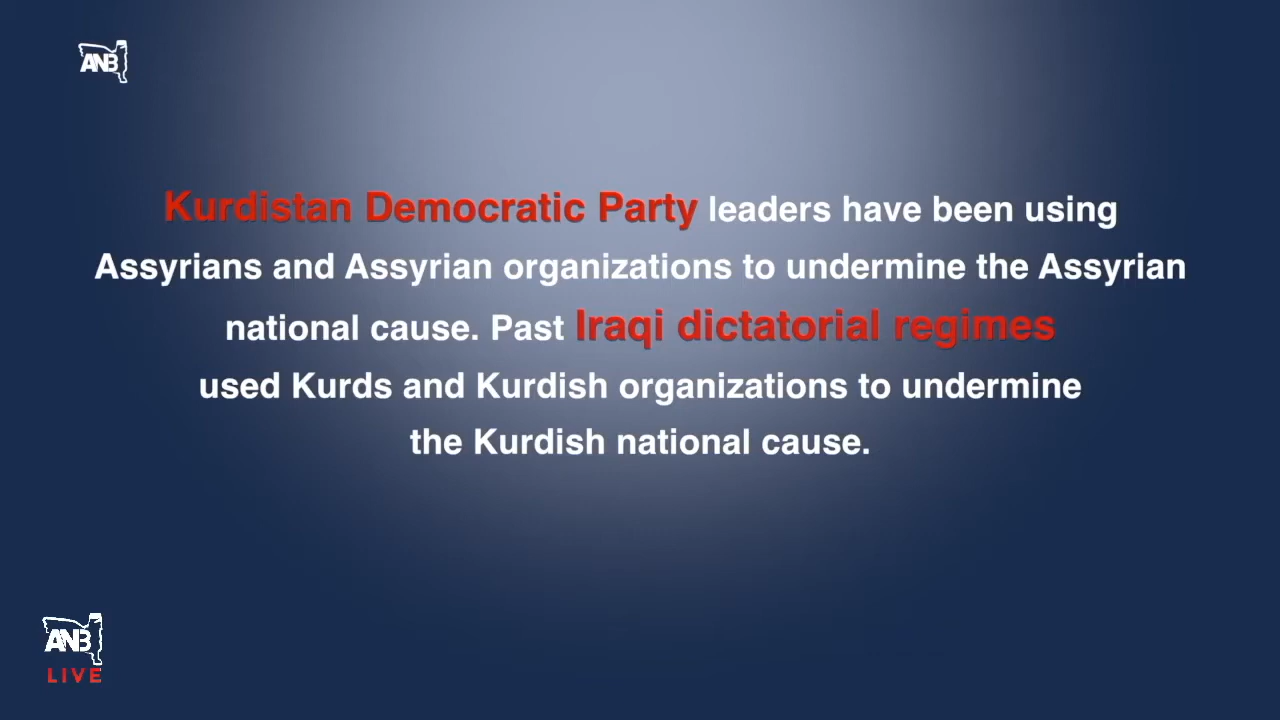 ANB
Kurdistan Democratic Party leaders have been using
Assyrians and Assyrian organizations to undermine the Assyrian
national cause. Past Iraqi dictatorial regimes
used Kurds and Kurdish organizations to undermine
the Kurdish national cause.
ANB
LIVE